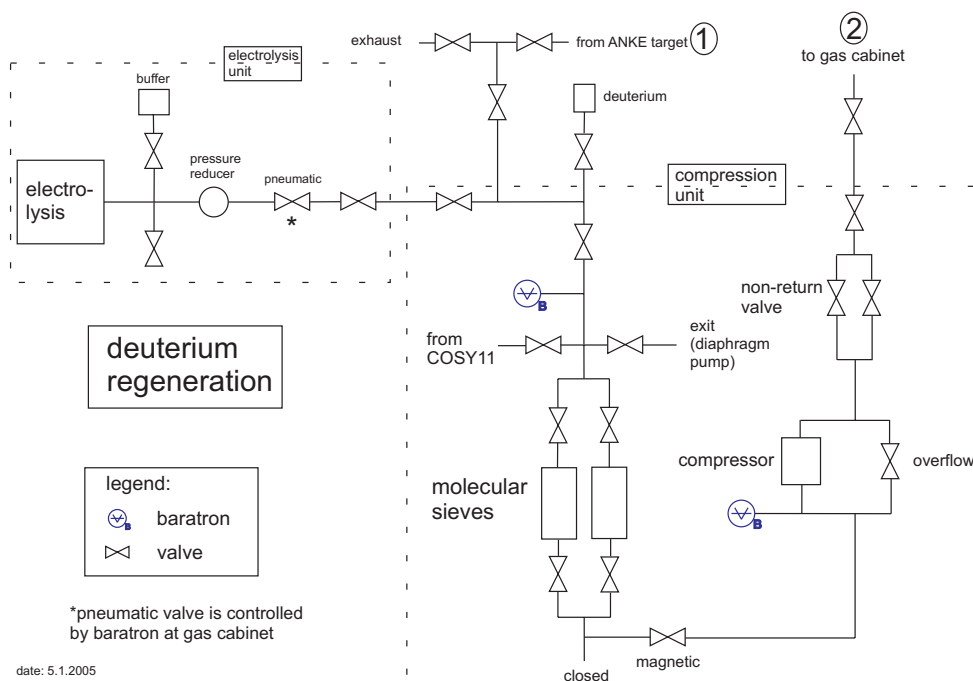 exhaust
from ANKE target
1
2
to gas cabinet
electrolysis
unit
buffer
deuterium
pressure
reducer
pneumatic
*
electro-
lysis
compression
unit
non-return
valve
B
from
COSY11
exit
(diaphragm
pump)
deuterium
regeneration
compressor
overflow
B
molecular
sieves
legend:
B
baratron
valve
*pneumatic valve is controlled
by baratron at gas cabinet
magnetic
closed
date: 5.1.2005